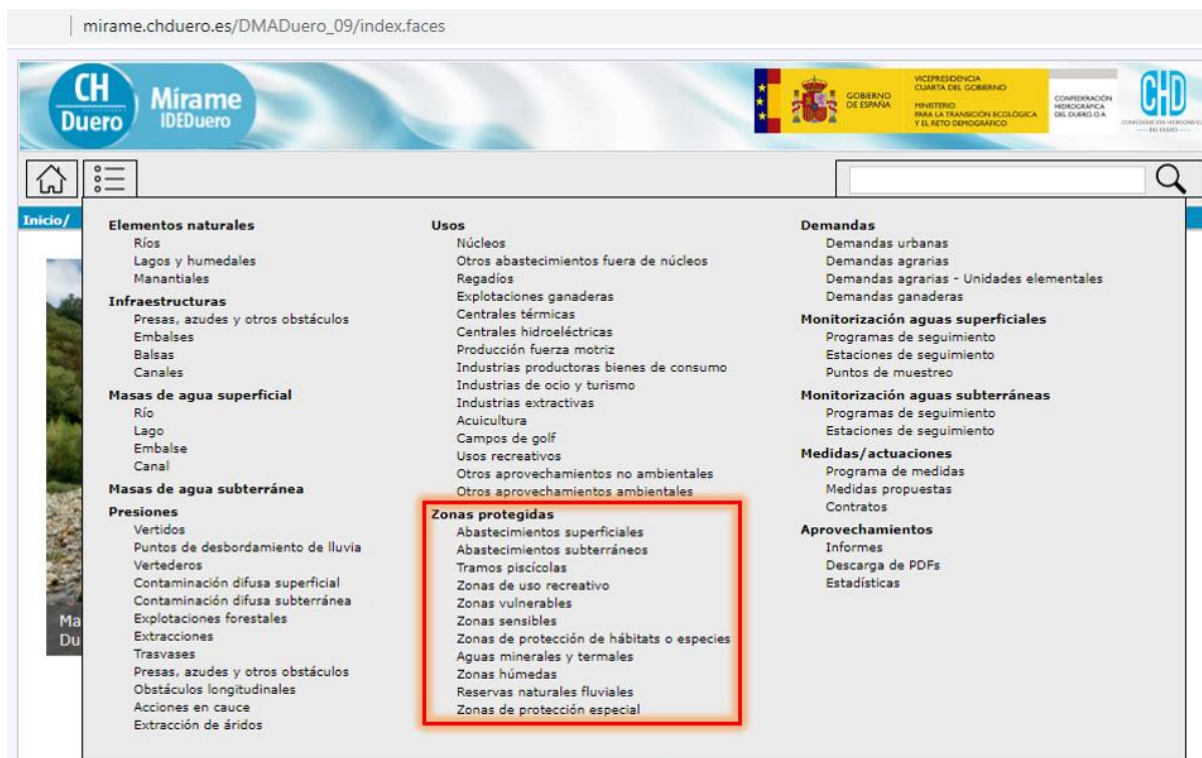 mirame.chduero.es/DMADuero_09/index.faces
CH
Duero
Mírame
IDEDuero
GOBIERNO
DE ESPAÑA
VICEPRESIDENCIA
CUARTA DEL GOBIERNO
MINISTERIO
PARA LA TRANSICIÓN ECOLÓGICA
Y EL RETO DEMOGRÁFICO
CONFEDERACIÓN
HIDROGRÁFICA
DEL DUERO, O.A.
CHD
CONFEDERACIÓN HIDROGRÁFICA
DEL DUERO
Inicio/
Elementos naturales
Ríos
Lagos y humedales
Manantiales
Infraestructuras
Presas, azudes y otros obstáculos
Embalses
Balsas
Canales
Masas de agua superficial
Río
Lago
Embalse
Canal
Masas de agua subterránea
Presiones
Vertidos
Puntos de desbordamiento de lluvia
Vertederos
Contaminación difusa superficial
Contaminación difusa subterránea
Explotaciones forestales
Extracciones
Trasvases
Presas, azudes y otros obstáculos
Obstáculos longitudinales
Acciones en cauce
Extracción de áridos
Usos
Núcleos
Otros abastecimientos fuera de núcleos
Regadíos
Explotaciones ganaderas
Centrales térmicas
Centrales hidroeléctricas
Producción fuerza motriz
Industrias productoras bienes de consumo
Industrias de ocio y turismo
Industrias extractivas
Acuicultura
Campos de golf
Usos recreativos
Otros aprovechamientos no ambientales
Otros aprovechamientos ambientales
Zonas protegidas
Abastecimientos superficiales
Abastecimientos subterráneos
Tramos piscícolas
Zonas de uso recreativo
Zonas vulnerables
Zonas sensibles
Zonas de protección de hábitats o especies
Aguas minerales y termales
Zonas húmedas
Reservas naturales fluviales
Zonas de protección especial
Demandas
Demandas urbanas
Demandas agrarias
Demandas agrarias - Unidades elementales
Demandas ganaderas
Monitorización aguas superficiales
Programas de seguimiento
Estaciones de seguimiento
Puntos de muestreo
Monitorización aguas subterráneas
Programas de seguimiento
Estaciones de seguimiento
Medidas/actuaciones
Programa de medidas
Medidas propuestas
Contratos
Aprovechamientos
Informes
Descarga de PDFs
Estadísticas
Ma
Du